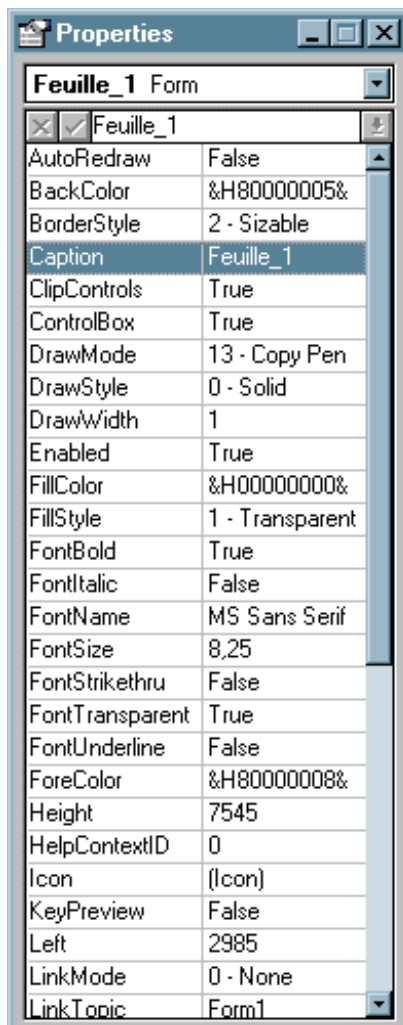 Properties
Feuille_1 Form
Feuille_1
AutoRedraw False
BackColor &H80000005&
BorderStyle 2 - Sizable
Caption Feuille_1
ClipControls True
ControlBox True
DrawMode 13 - Copy Pen
DrawStyle 0 - Solid
DrawWidth 1
Enabled True
FillColor &H00000000&
FillStyle 1 - Transparent
FontBold True
FontItalic False
FontName MS Sans Serif
FontSize 8,25
FontStrikethru False
FontTransparent True
FontUnderline False
ForeColor &H80000008&
Height 7545
HelpContextID 0
Icon (Icon)
KeyPreview False
Left 2985
LinkMode 0 - None
LinkTopic Form1